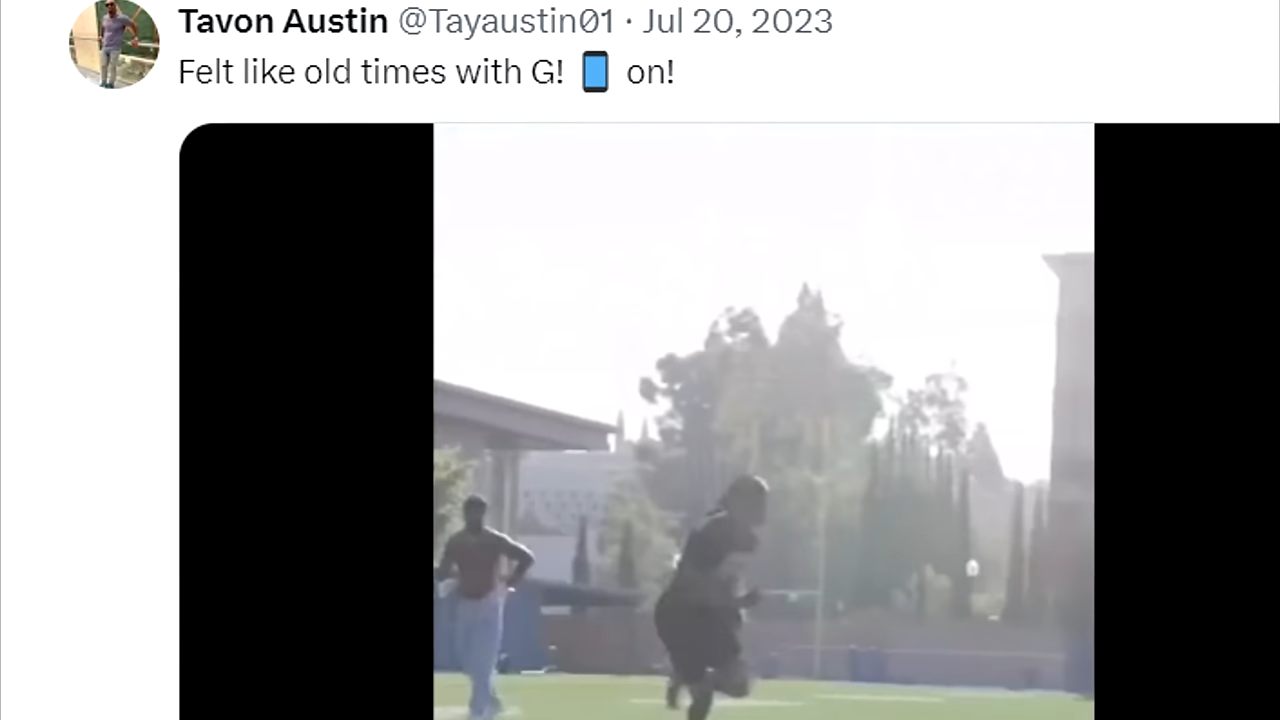 Tavon Austin @Tayaustin01 · Jul 20, 2023
Felt like old times with G! 📱 on!